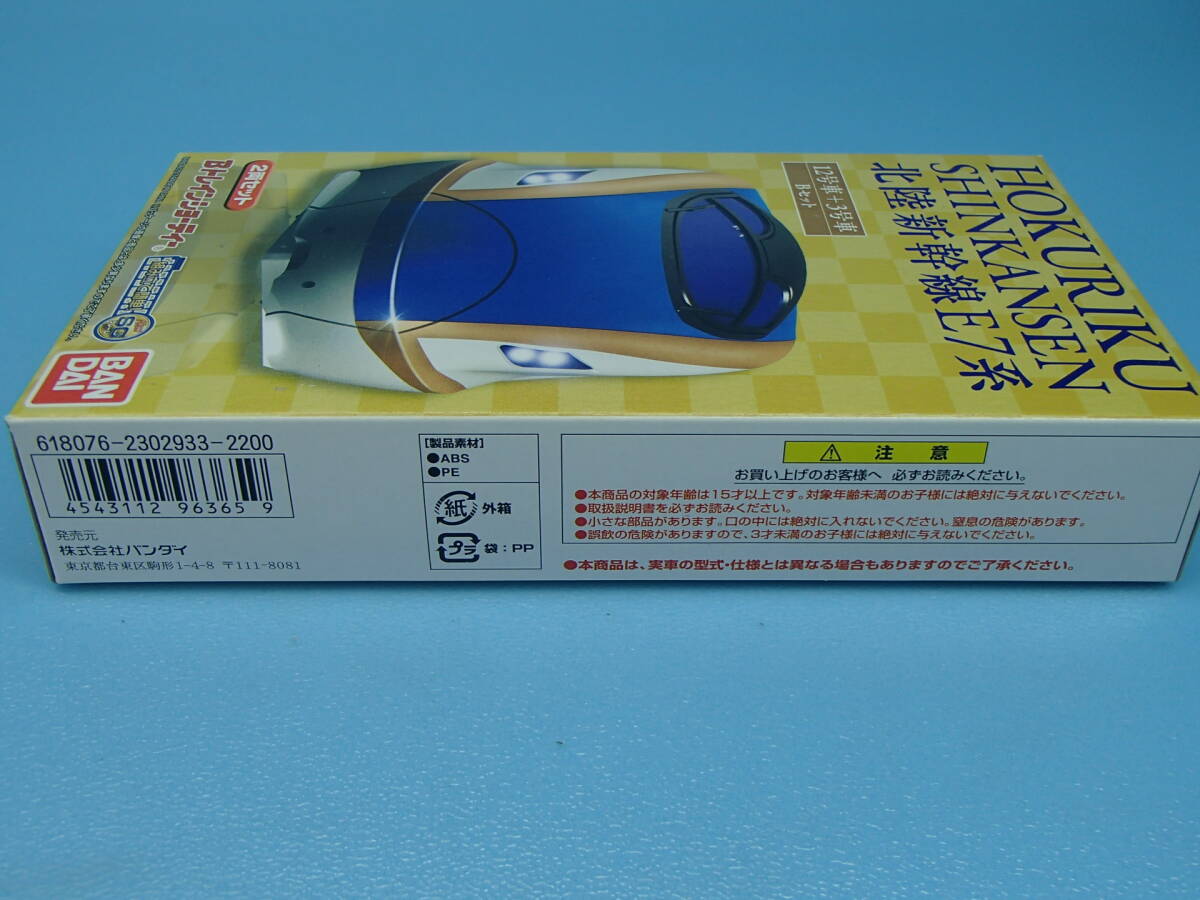 HOKURIKU
SHINKANSEN
北陸新幹線E7系
12号車+3号車
Bセット
2両セット
Bトレインショーティー
BAN
DAI
618076-2302933-2200
4543112 963659
発売元
株式会社バンダイ
東京都台東区駒形1-4-8 〒111-8081
[製品素材]
●ABS
●PE
紙 外箱
プラ 袋:PP
注意
お買い上げのお客様へ 必ずお読みください。
●本商品の対象年齢は15才以上です。対象年齢未満のお子様には絶対に与えないでください。
●取扱説明書を必ずお読みください。
●小さな部品があります。口の中には絶対に入れないでください。窒息の危険があります。
●誤飲の危険がありますので、3才未満のお子様には絶対に与えないでください。
●本商品は、実車の型式・仕様とは異なる場合もありますのでご了承ください。